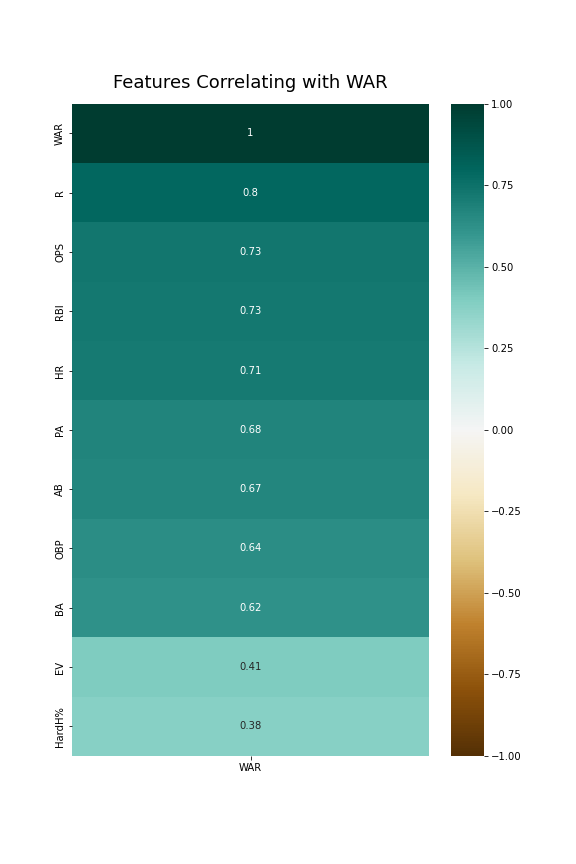 Features Correlating with WAR
WAR 1
R 0.8
OPS 0.73
RBI 0.73
HR 0.71
PA 0.68
AB 0.67
OBP 0.64
BA 0.62
EV 0.41
HardH% 0.38
WAR
1.00
0.75
0.50
0.25
0.00
−0.25
−0.50
−0.75
−1.00